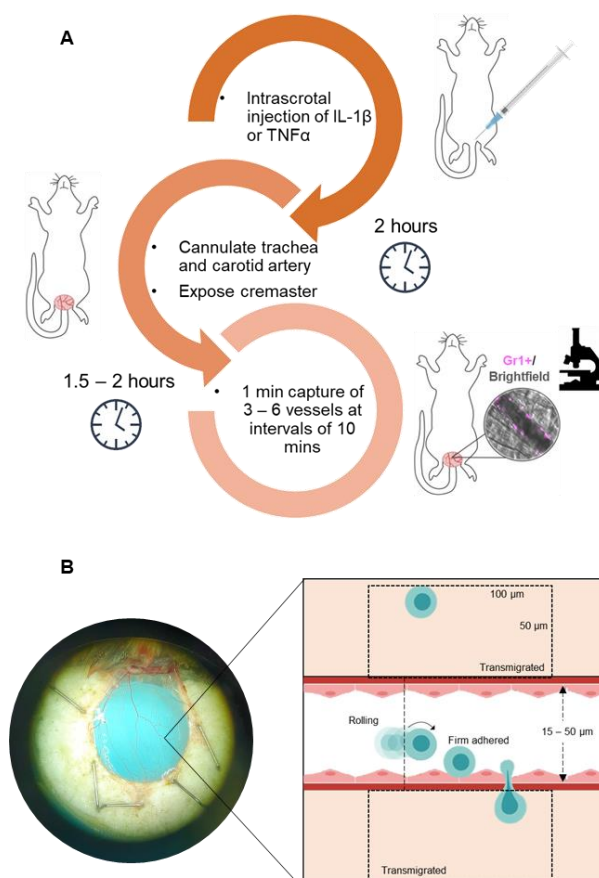 A
• Intrascrotal
injection of IL-1β
or TNFα
2 hours
• Cannulate trachea
and carotid artery
• Expose cremaster
1.5 – 2 hours
• 1 min capture of
3 – 6 vessels at
intervals of 10
mins
Gr1+/
Brightfield
B
100 µm
50 µm
Transmigrated
Rolling
Firm adhered
15 – 50 µm
Transmigrated